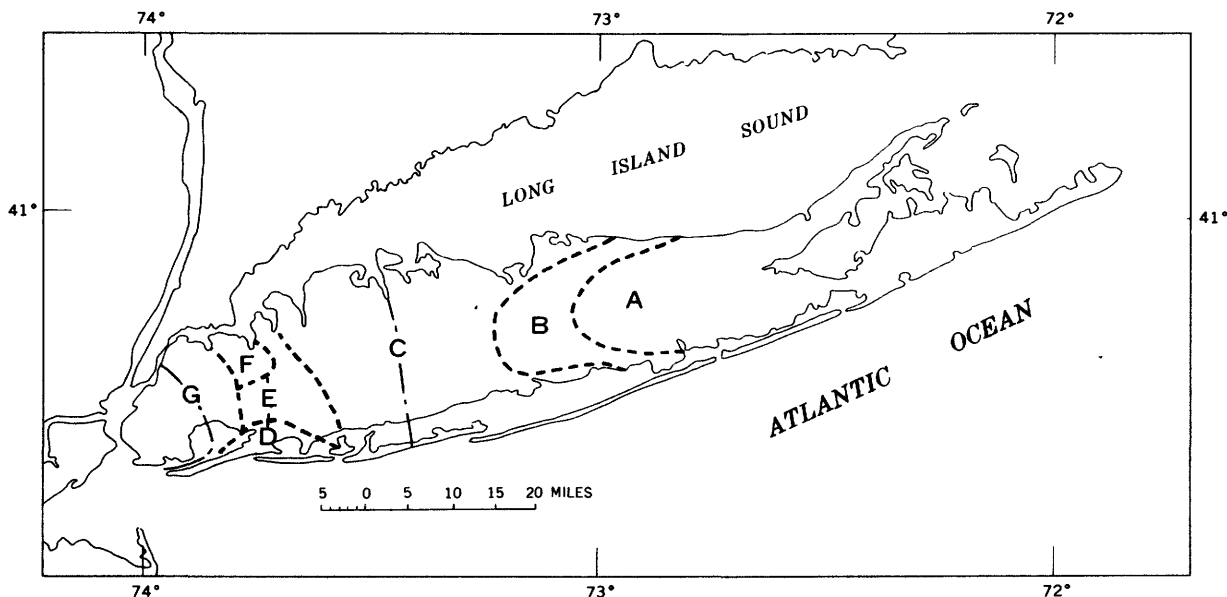 74° 73° 72°
LONG ISLAND SOUND
41° 41°
A
B
C
F
G E
D
ATLANTIC OCEAN
5 0 5 10 15 20 MILES
74° 73° 72°